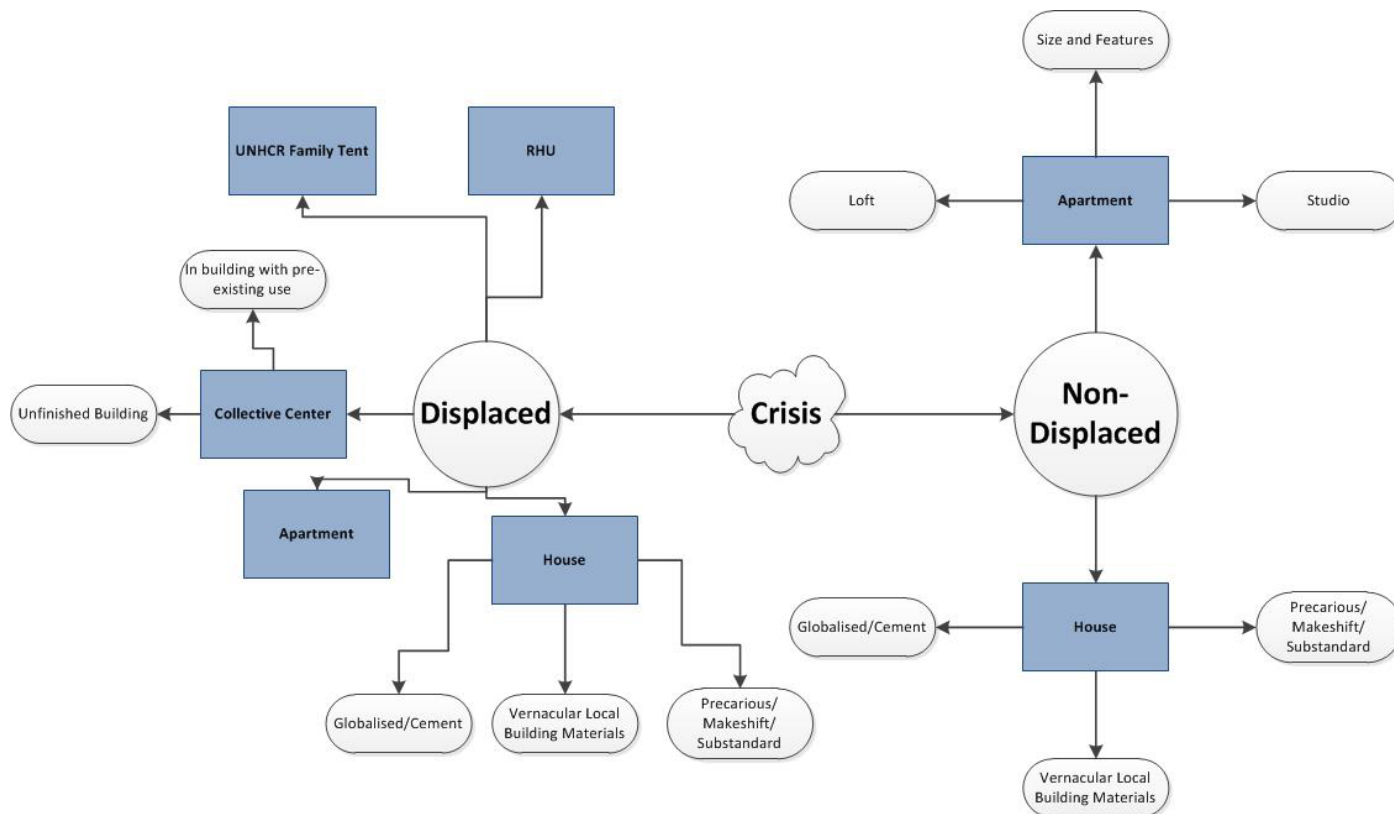 Size and Features
UNHCR Family Tent
RHU
Loft
Apartment
Studio
In building with pre-
existing use
Unfinished Building
Collective Center
Displaced
Crisis
Non-
Displaced
Apartment
House
Globalised/Cement
Vernacular Local
Building Materials
Precarious/
Makeshift/
Substandard
Globalised/Cement
House
Precarious/
Makeshift/
Substandard
Vernacular Local
Building Materials